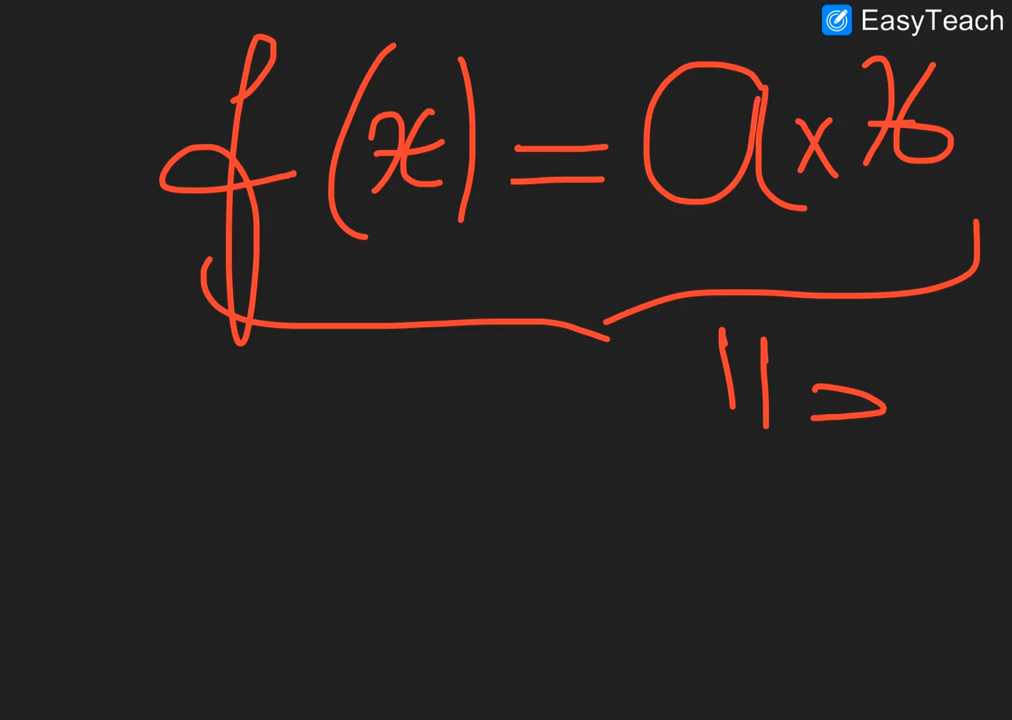 EasyTeach
f(x) = a × x